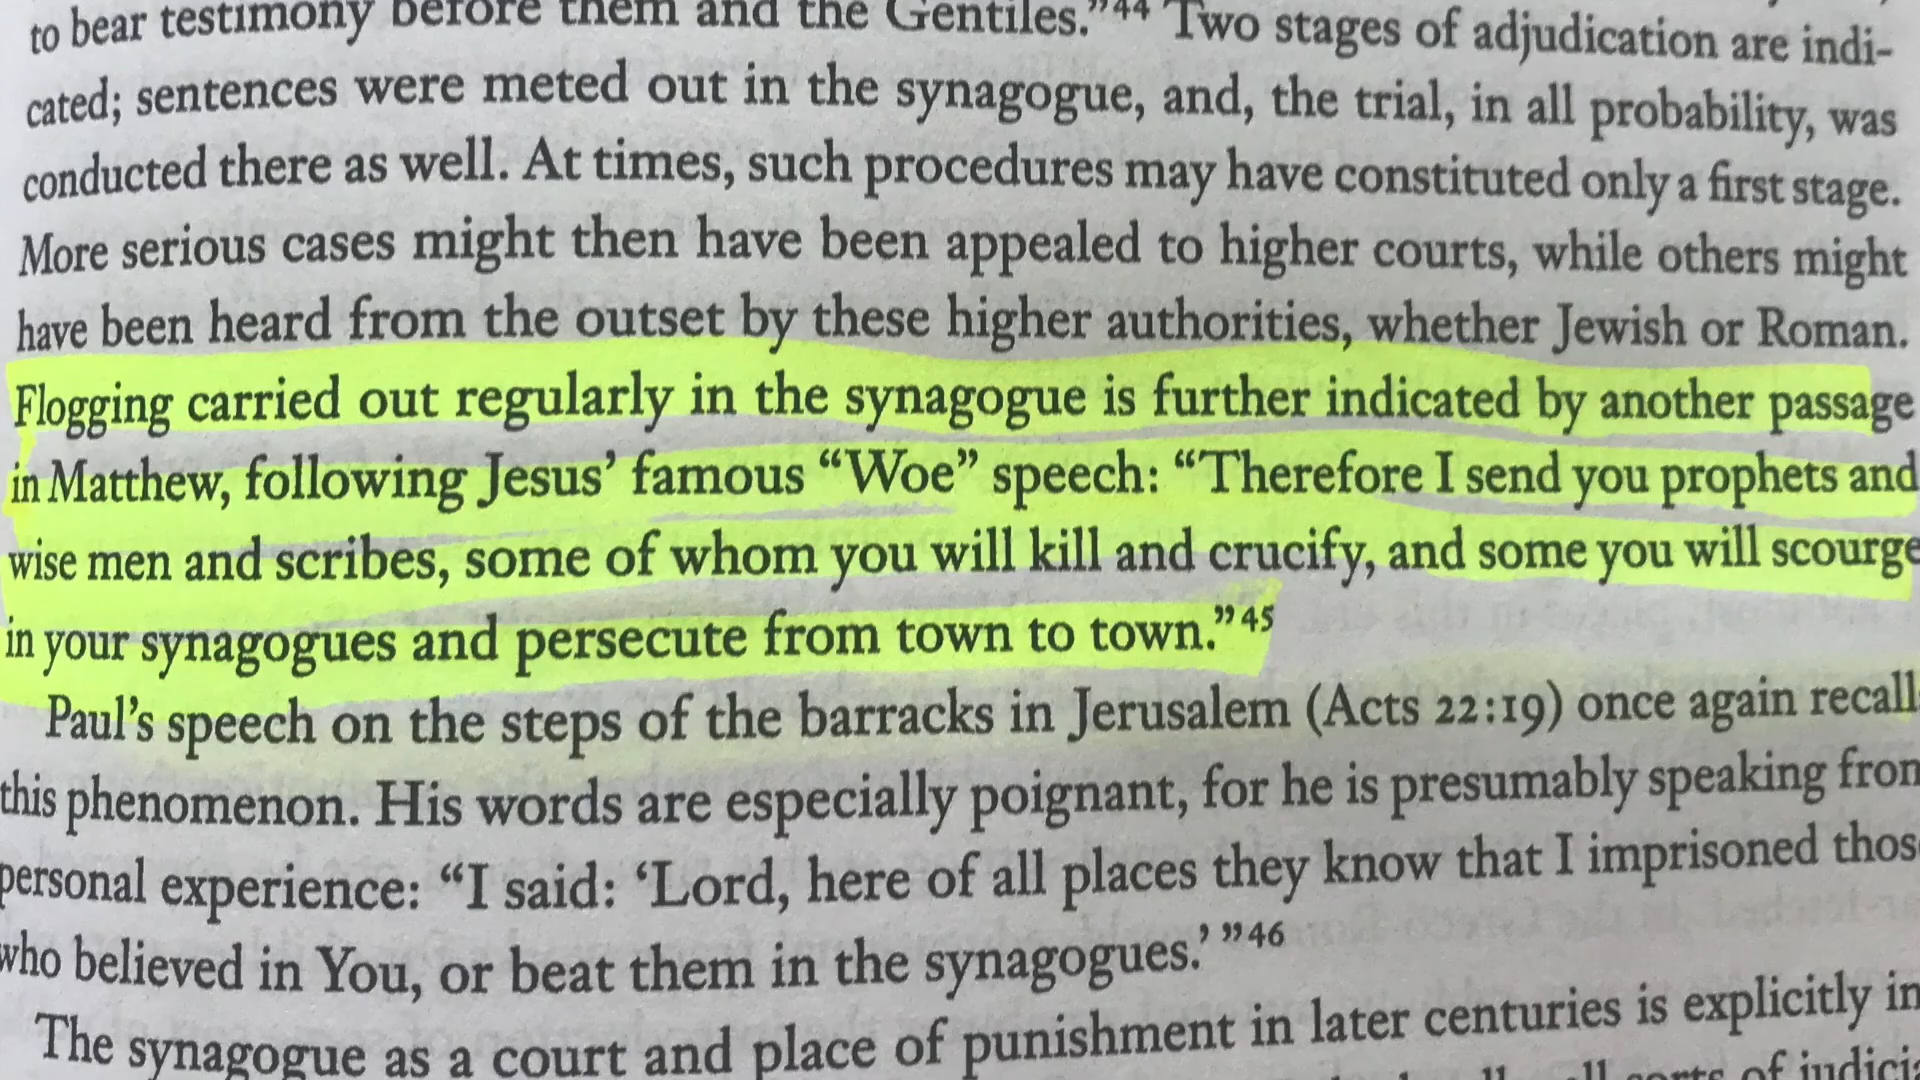 to bear testimony before them and the Gentiles.”44 Two stages of adjudication are indi-
cated; sentences were meted out in the synagogue, and, the trial, in all probability, was
conducted there as well. At times, such procedures may have constituted only a first stage.
More serious cases might then have been appealed to higher courts, while others might
have been heard from the outset by these higher authorities, whether Jewish or Roman.
Flogging carried out regularly in the synagogue is further indicated by another passage
in Matthew, following Jesus’ famous “Woe” speech: “Therefore I send you prophets and
wise men and scribes, some of whom you will kill and crucify, and some you will scourge
in your synagogues and persecute from town to town.”45
Paul’s speech on the steps of the barracks in Jerusalem (Acts 22:19) once again recall
this phenomenon. His words are especially poignant, for he is presumably speaking from
personal experience: “I said: ‘Lord, here of all places they know that I imprisoned thos
who believed in You, or beat them in the synagogues.’”46
The synagogue as a court and place of punishment in later centuries is explicitly in
of judicia